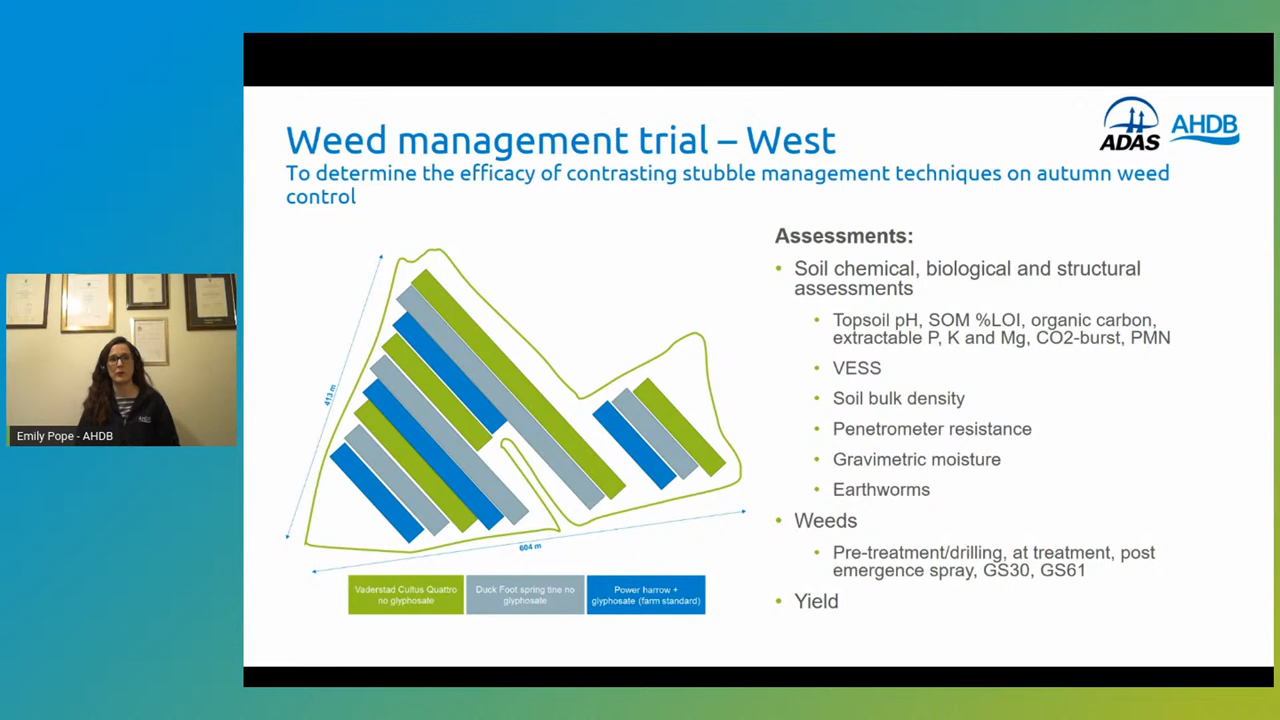 Weed management trial – West
To determine the efficacy of contrasting stubble management techniques on autumn weed
control
ADAS
AHDB
413 m
604 m
Vaderstad Cultus Quattro
no glyphosate
Duck Foot spring tine no
glyphosate
Power harrow +
glyphosate (farm standard)
Assessments:
• Soil chemical, biological and structural
assessments
• Topsoil pH, SOM %LOI, organic carbon,
extractable P, K and Mg, CO2-burst, PMN
• VESS
• Soil bulk density
• Penetrometer resistance
• Gravimetric moisture
• Earthworms
• Weeds
• Pre-treatment/drilling, at treatment, post
emergence spray, GS30, GS61
• Yield
Emily Pope - AHDB